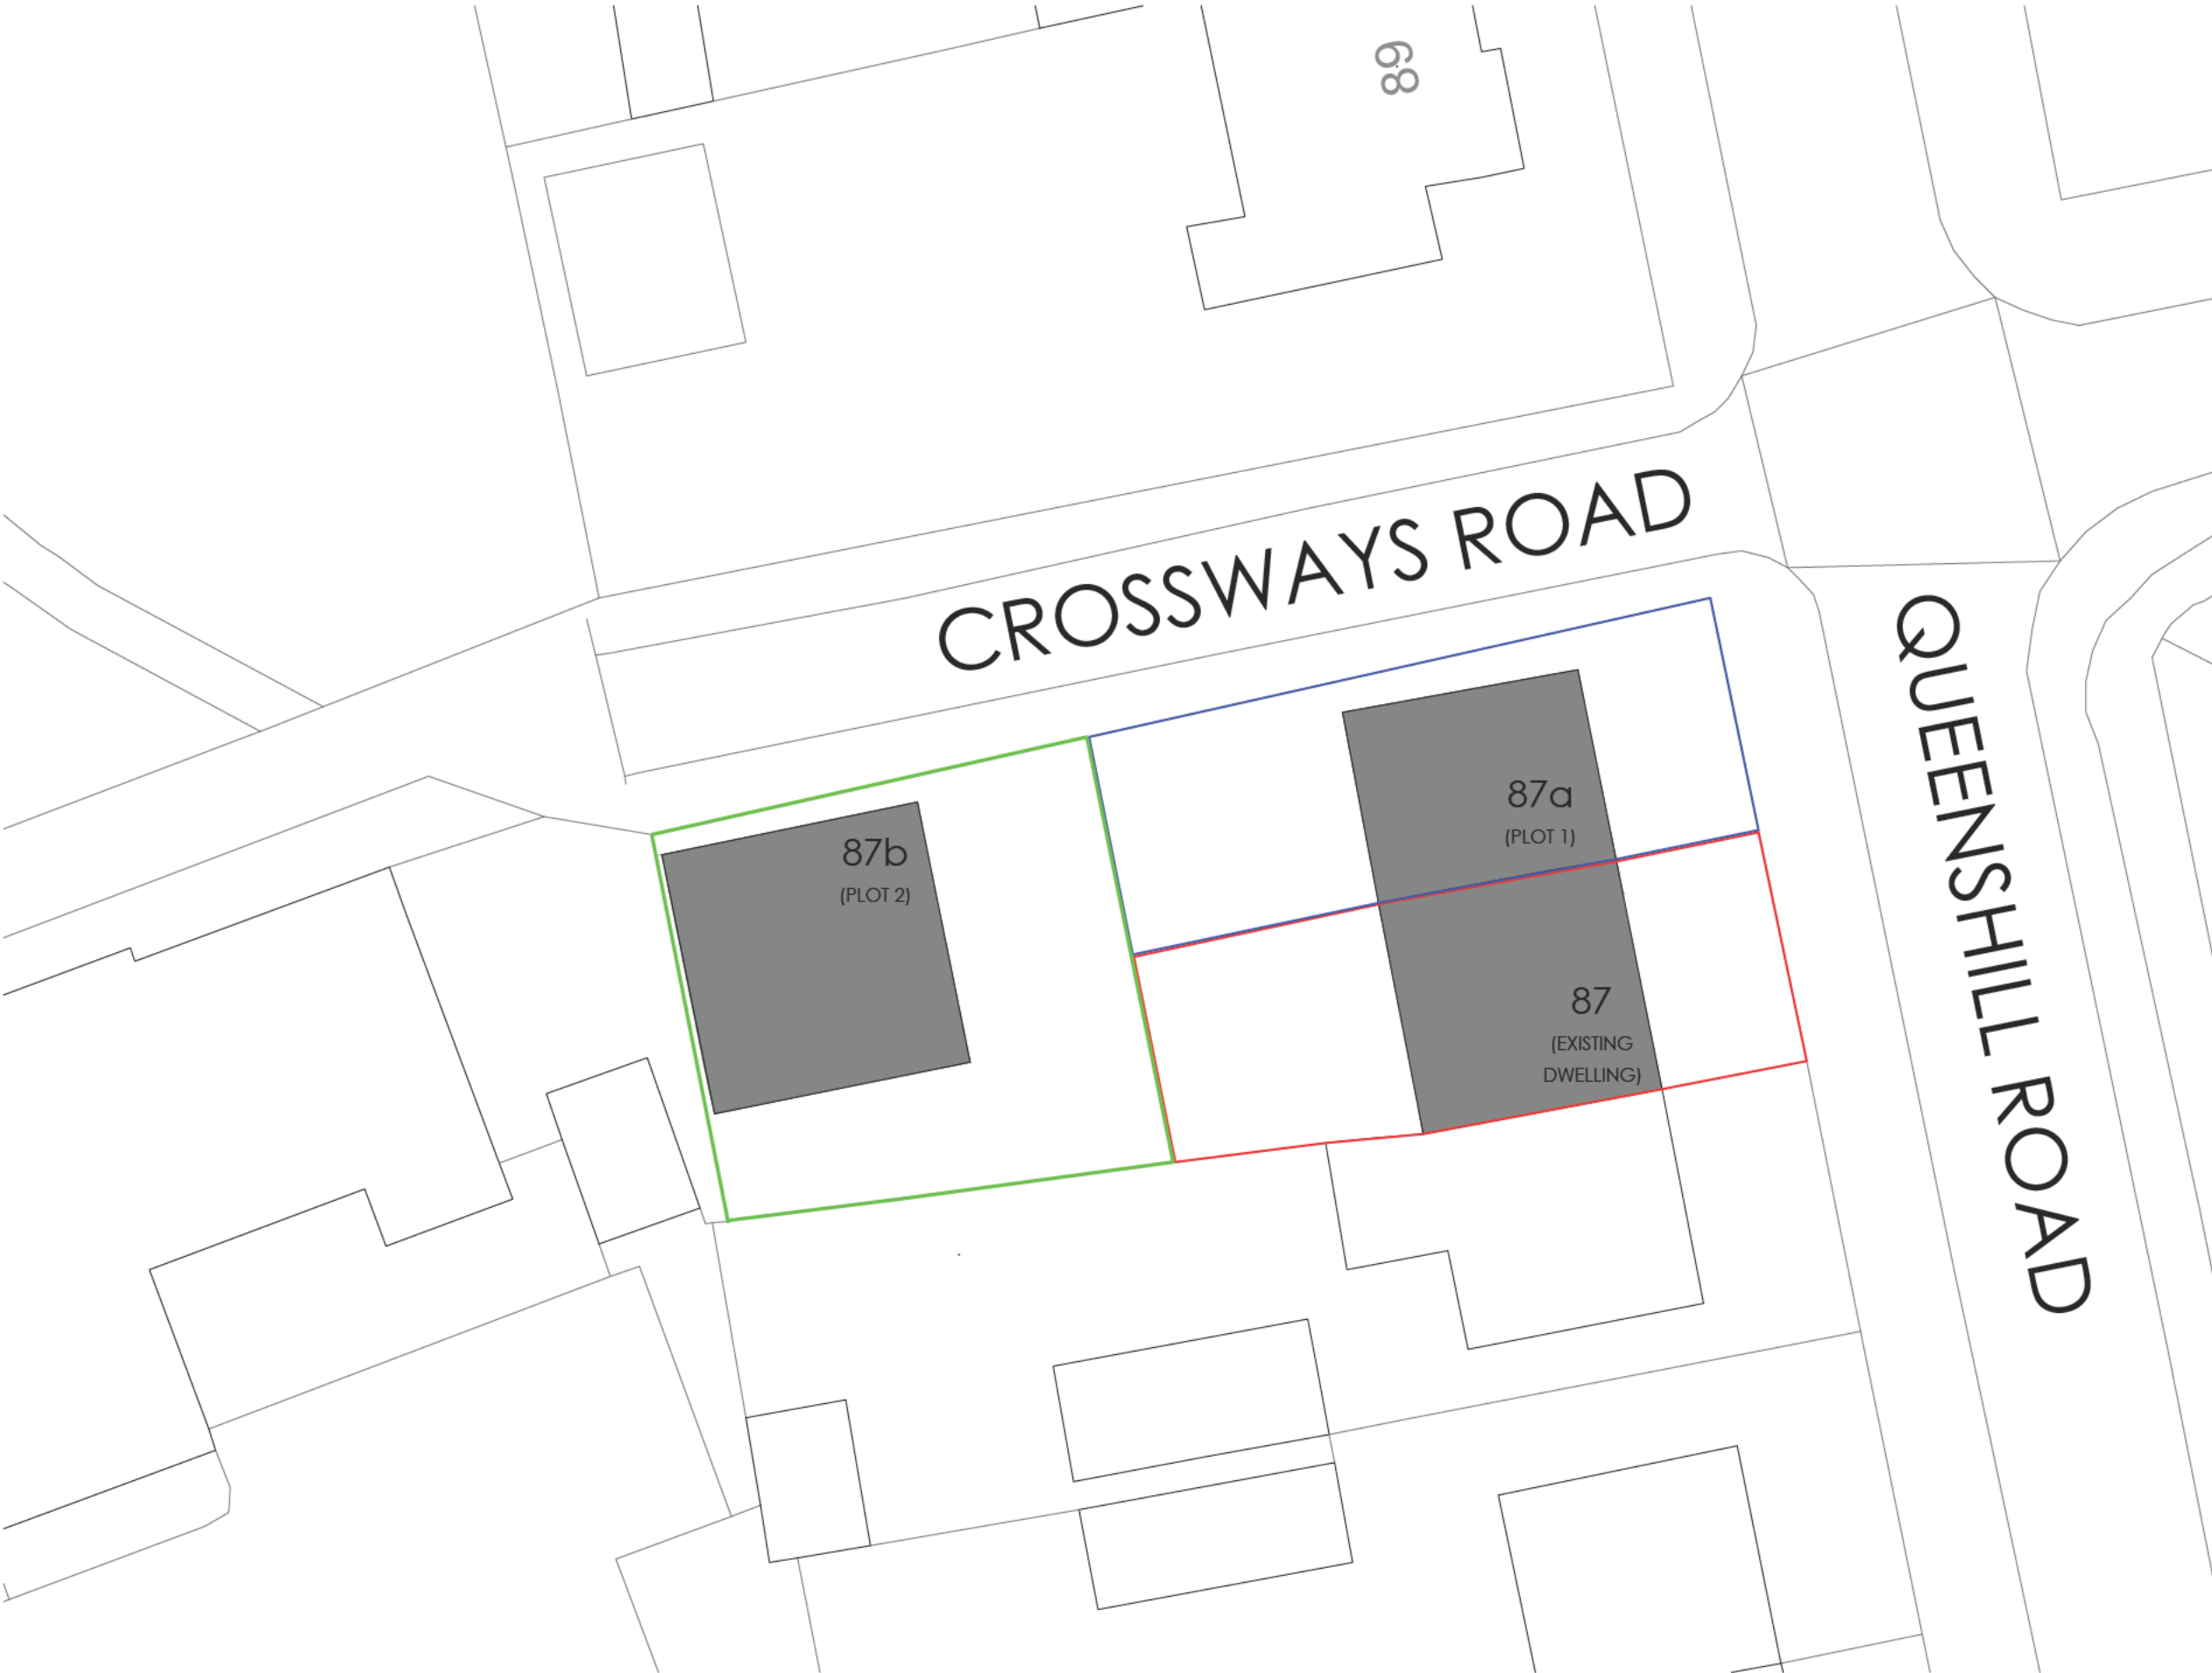 89
CROSSWAYS ROAD
QUEENSHILL ROAD
87a
(PLOT 1)
87b
(PLOT 2)
87
(EXISTING
DWELLING)